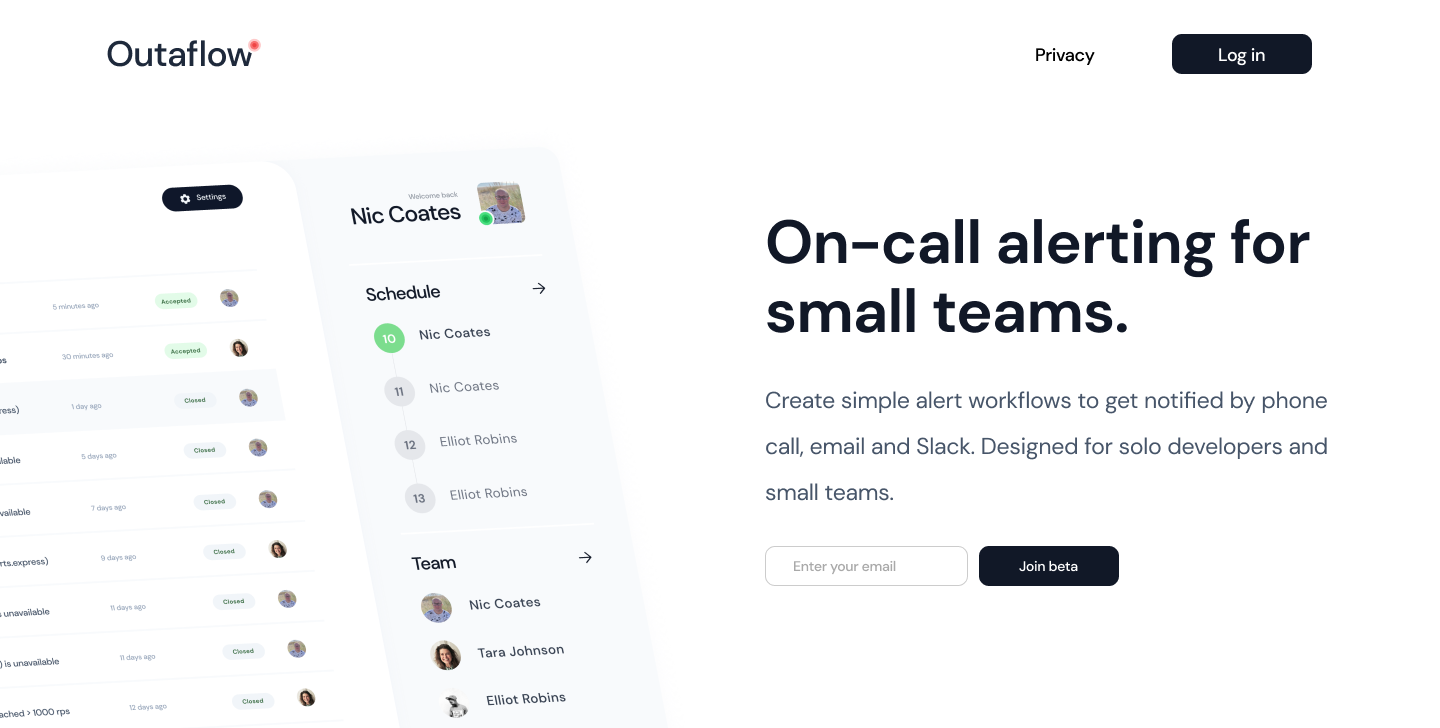 Outaflow
Privacy
Log in
Settings
5 minutes ago
Accepted
30 minutes ago
Accepted
1 day ago
Closed
5 days ago
Closed
7 days ago
Closed
rts.express)
9 days ago
Closed
unavailable
11 days ago
Closed
) is unavailable
11 days ago
Closed
ached > 1000 rps
12 days ago
Closed
Welcome back
Nic Coates
Schedule
10
Nic Coates
11
Nic Coates
12
Elliot Robins
13
Elliot Robins
Team
Nic Coates
Tara Johnson
Elliot Robins
On-call alerting for
small teams.
Create simple alert workflows to get notified by phone
call, email and Slack. Designed for solo developers and
small teams.
Enter your email
Join beta